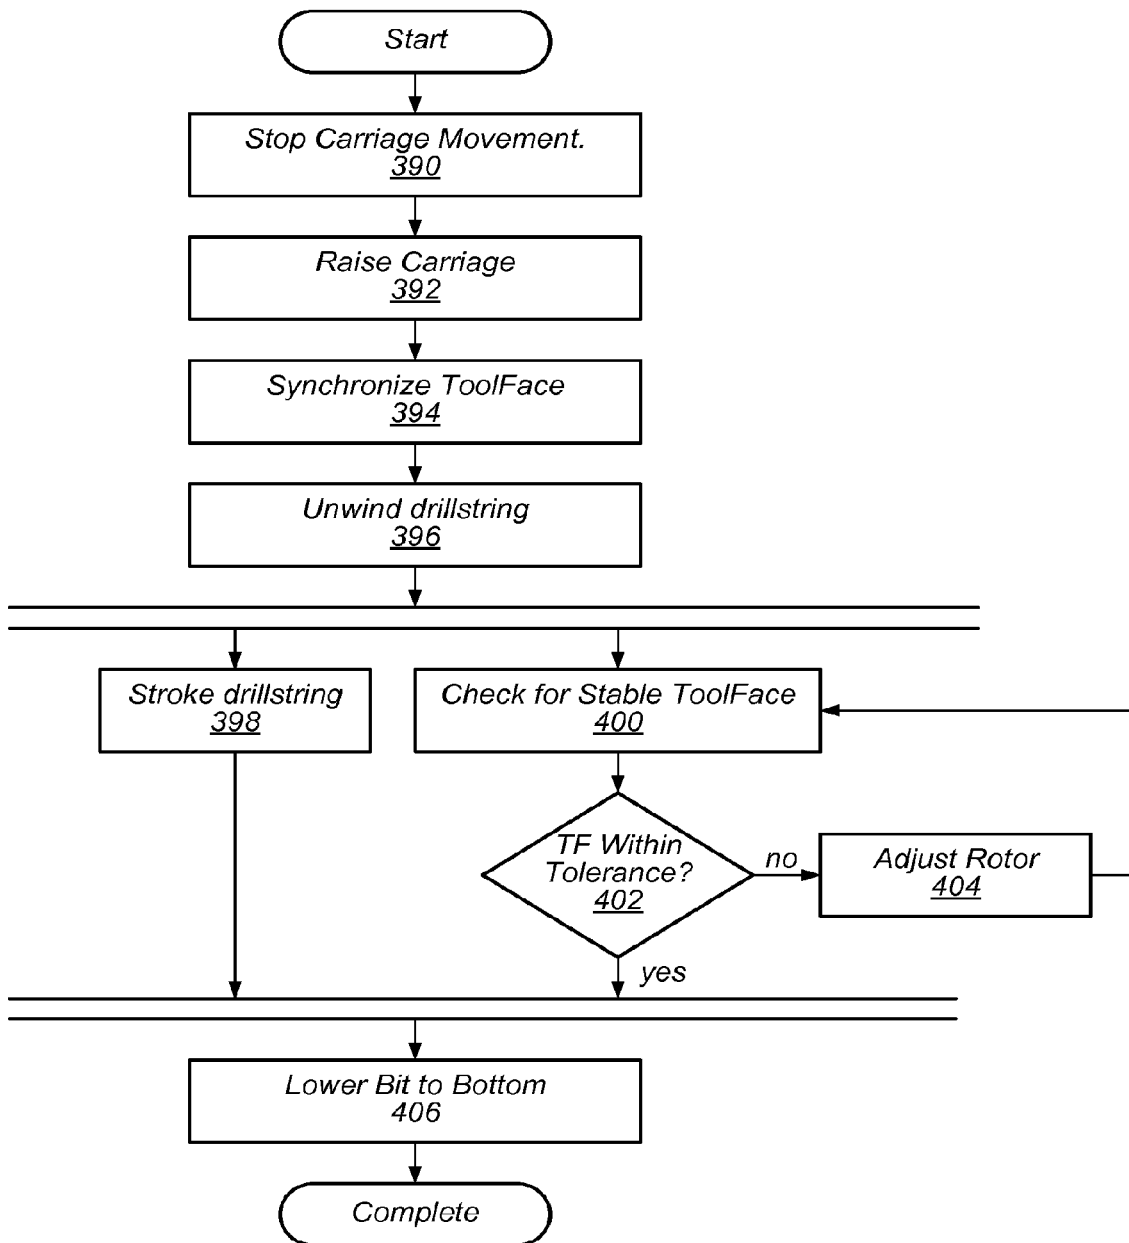 Start
Stop Carriage Movement.
390
Raise Carriage
392
Synchronize ToolFace
394
Unwind drillstring
396
Stroke drillstring
398
Check for Stable ToolFace
400
TF Within
Tolerance?
402
no
Adjust Rotor
404
yes
Lower Bit to Bottom
406
Complete